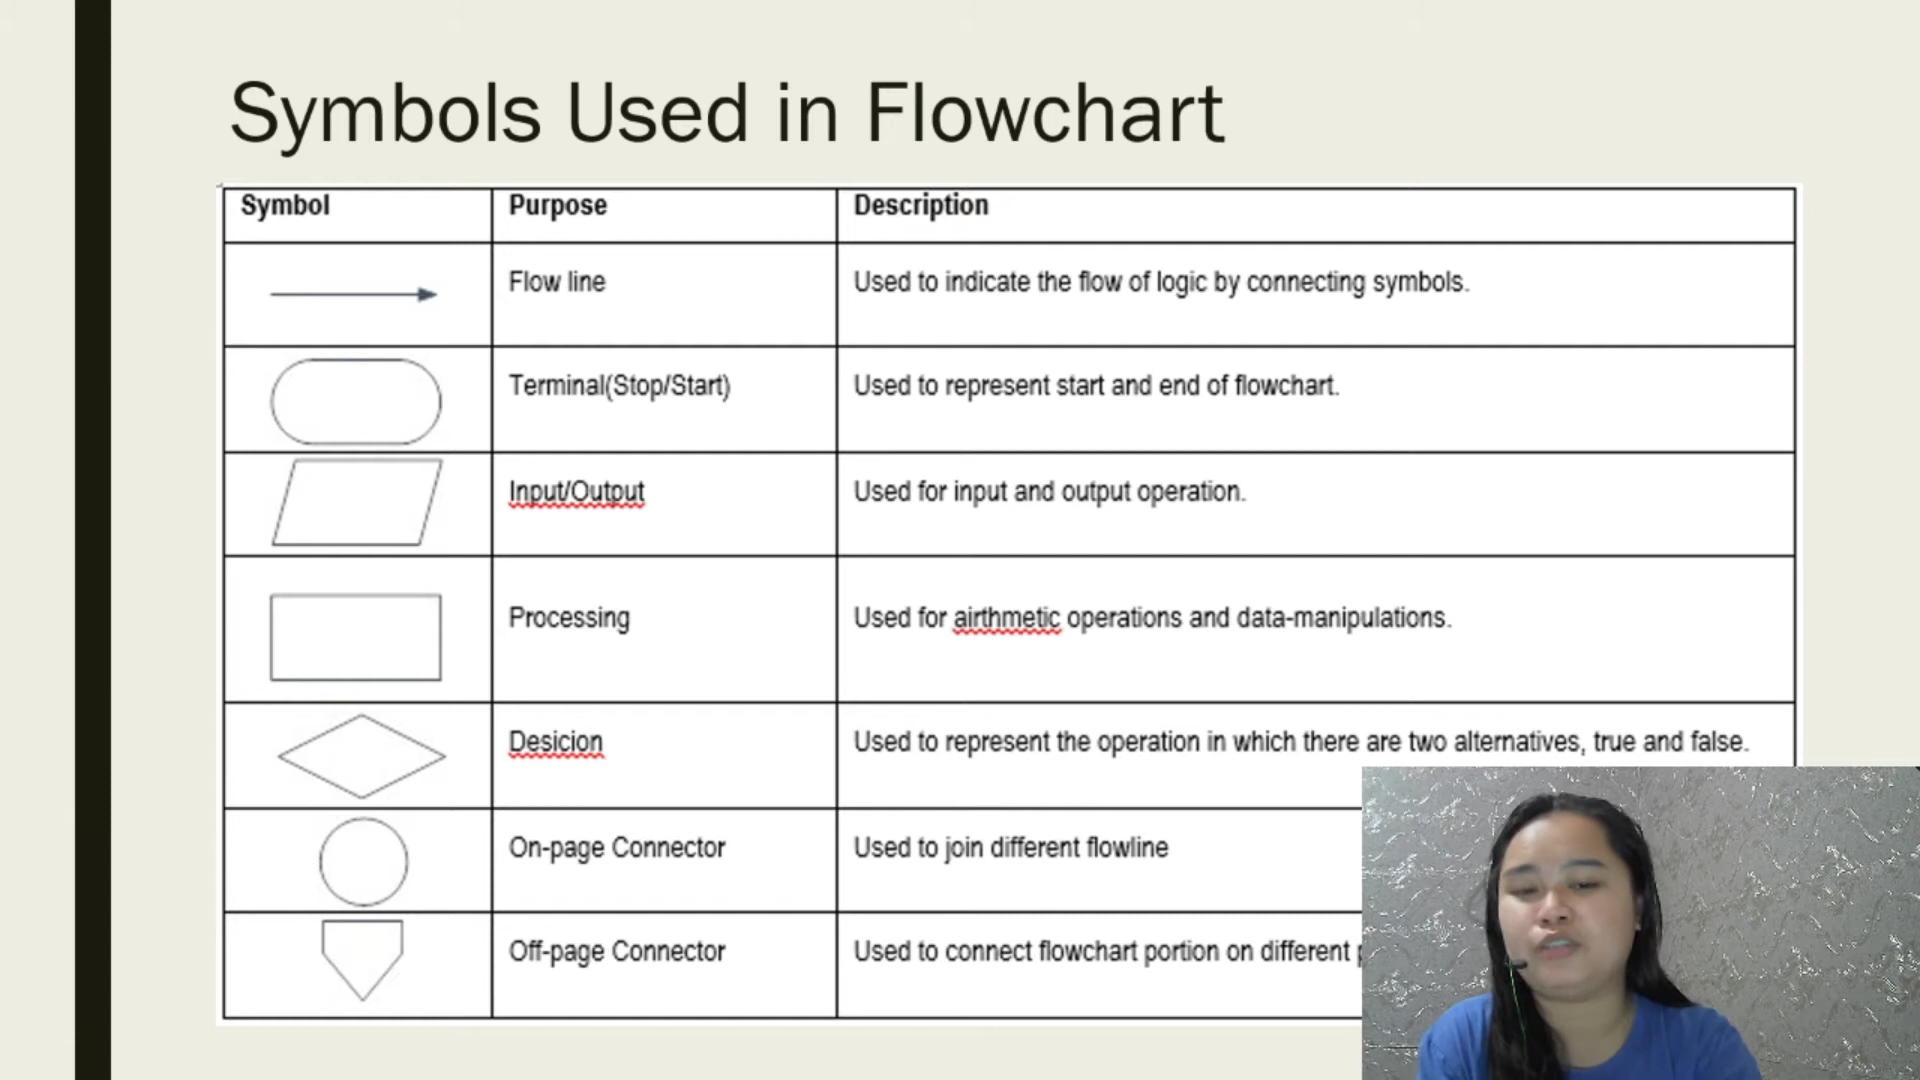 Symbols Used in Flowchart
Symbol Purpose Description
Flow line Used to indicate the flow of logic by connecting symbols.
Terminal(Stop/Start) Used to represent start and end of flowchart.
Input/Output Used for input and output operation.
Processing Used for airthmetic operations and data-manipulations.
Desicion Used to represent the operation in which there are two alternatives, true and false.
On-page Connector Used to join different flowline
Off-page Connector Used to connect flowchart portion on different